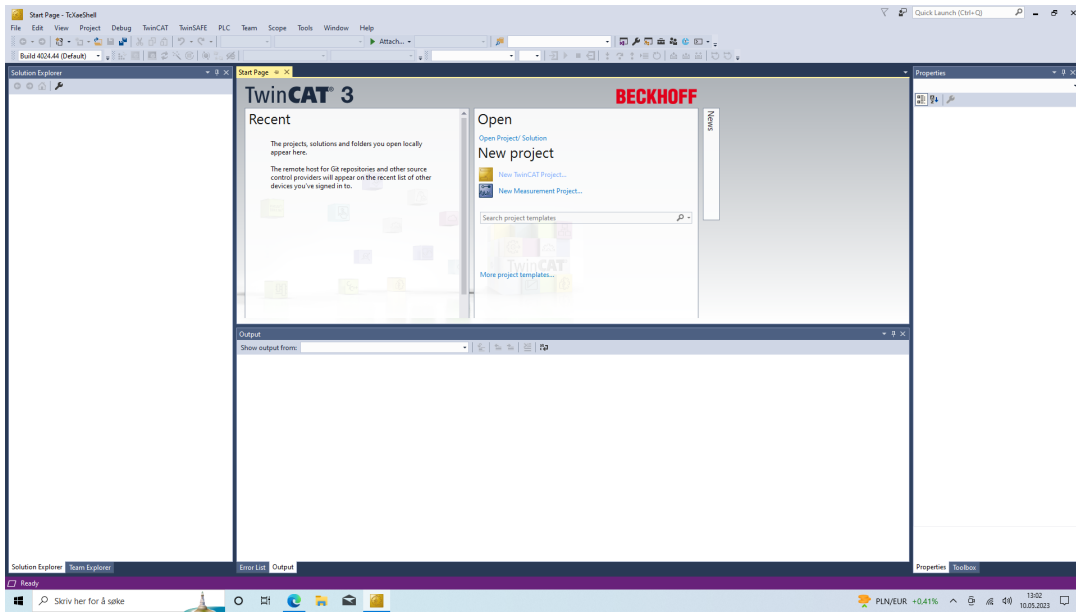 Start Page - TcXaeShell
Quick Launch (Ctrl+Q)
File Edit View Project Debug TwinCAT TwinSAFE PLC Team Scope Tools Window Help
Attach...
Build 4024.44 (Default)
Solution Explorer
Start Page
Properties
TwinCAT® 3
BECKHOFF
Recent
The projects, solutions and folders you open locally
appear here.
The remote host for Git repositories and other source
control providers will appear on the recent list of other
devices you've signed in to.
Open
Open Project/ Solution
New project
New TwinCAT Project...
New Measurement Project...
Search project templates
TwinCAT
More project templates...
News
Output
Show output from:
Solution Explorer Team Explorer
Error List Output
Properties Toolbox
Ready
Skriv her for å søke
PLN/EUR +0,41%
13:02
10.05.2023